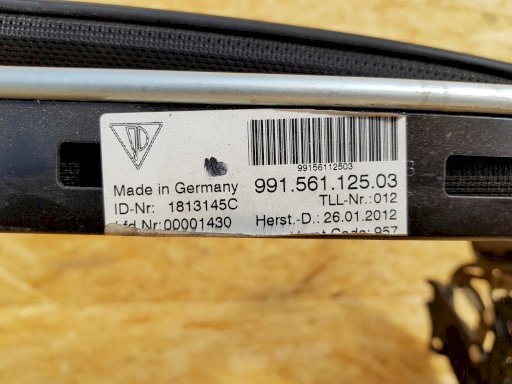 99156112503
Made in Germany 991.561.125.03
ID-Nr: 1813145C TLL-Nr.:012
Nr:00001430 Herst.-D.: 26.01.2012
957